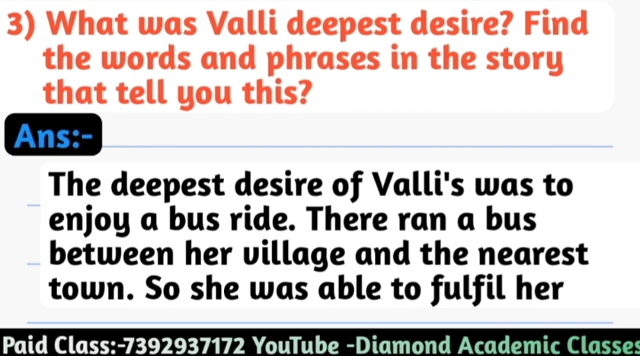 3) What was Valli deepest desire? Find
the words and phrases in the story
that tell you this?
Ans:-
The deepest desire of Valli's was to
enjoy a bus ride. There ran a bus
between her village and the nearest
town. So she was able to fulfil her
Paid Class:-7392937172 YouTube -Diamond Academic Classes